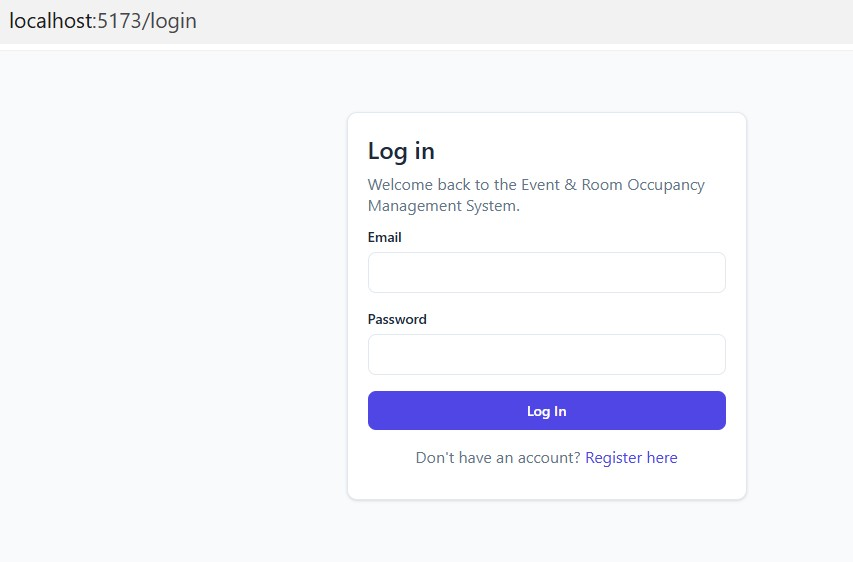 localhost:5173/login
Log in
Welcome back to the Event & Room Occupancy
Management System.
Email
Password
Log In
Don't have an account? Register here